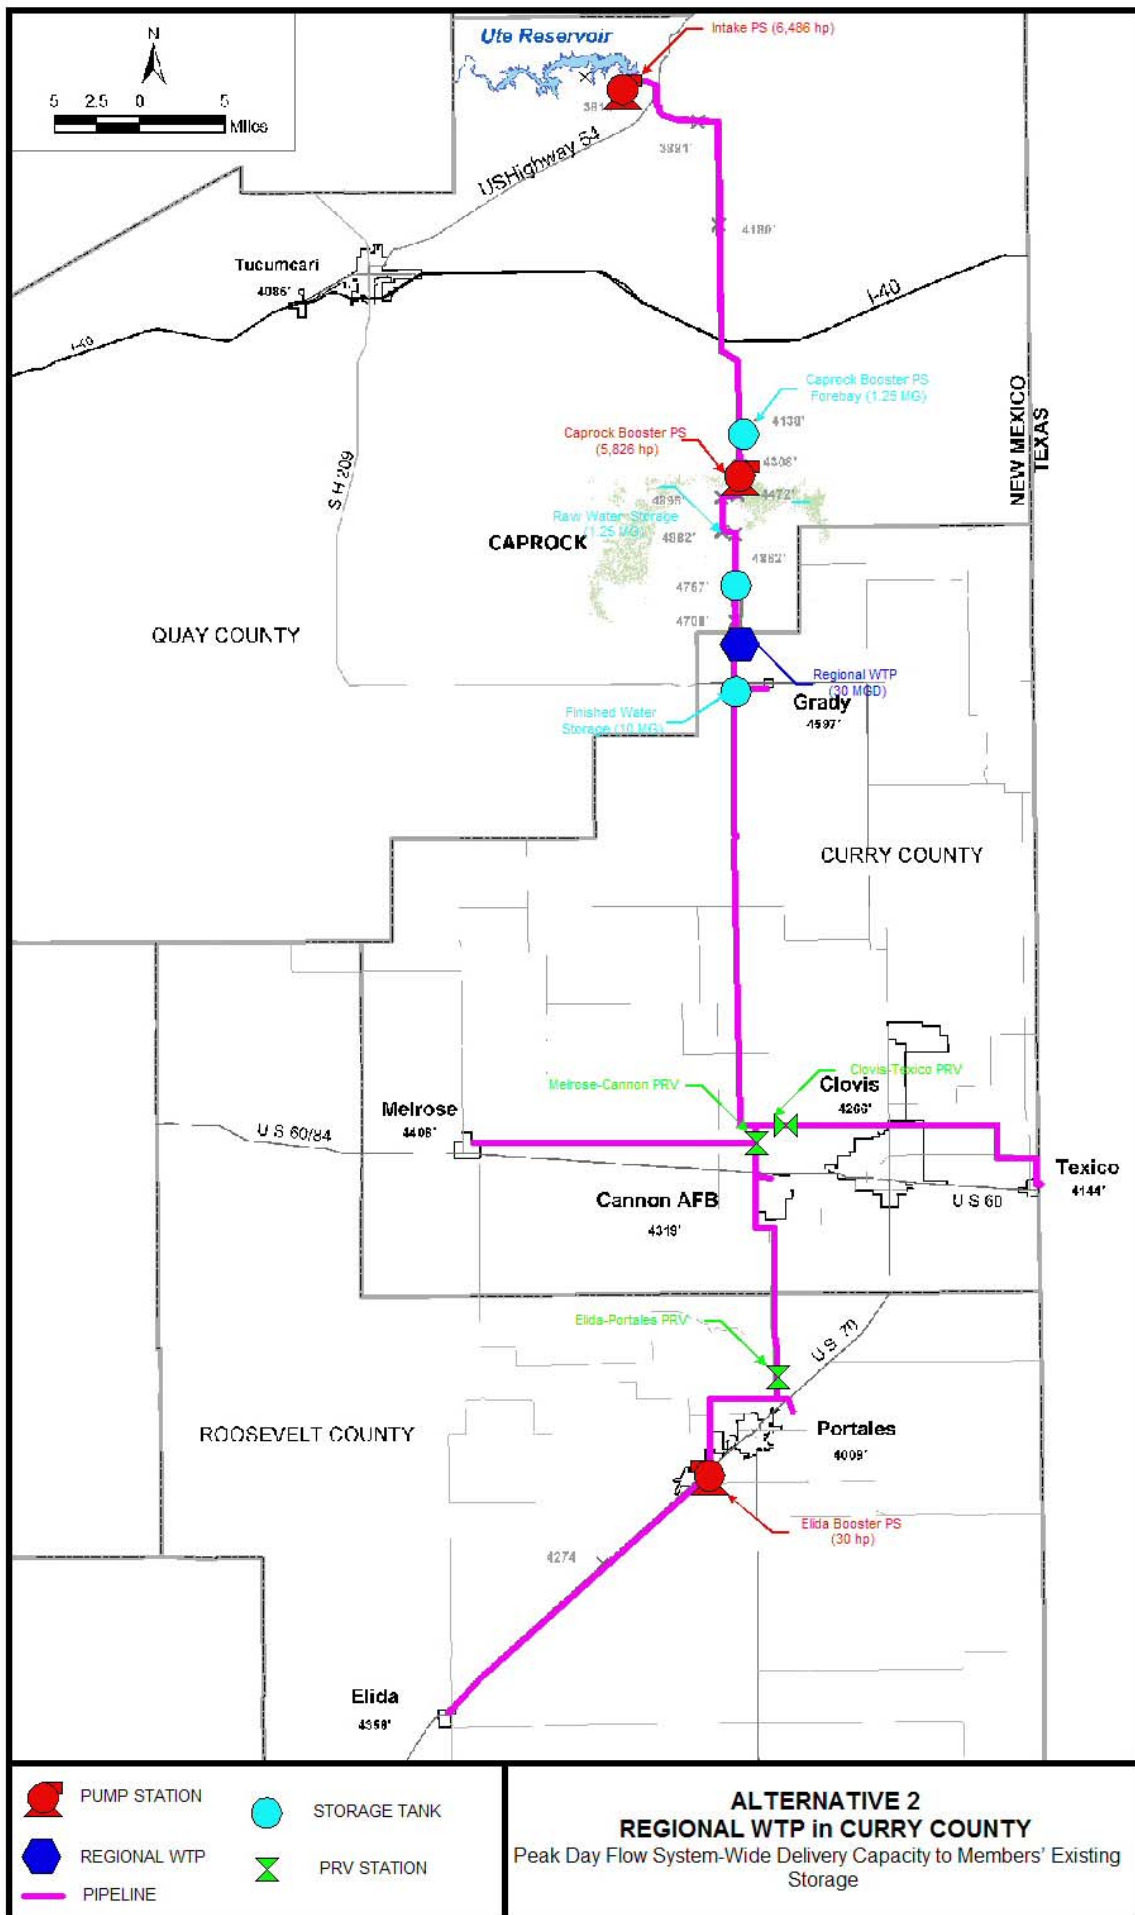 Ute Reservoir
Intake PS (6,486 hp)
N
5 2.5 0 5
Miles
3891'
US Highway 54
4180'
Tucumcari
4086'
I-40
I-40
Caprock Booster PS
Forebay (1.25 MG)
4130'
NEW MEXICO
TEXAS
Caprock Booster PS
(5,826 hp)
4306'
S H 209
4895'
4472'
Raw Water Storage
(1.25 MG)
4882'
CAPROCK
4862'
4767'
4708'
QUAY COUNTY
Regional WTP
(30 MGD)
Grady
4597'
Finished Water
Storage (10 MG)
CURRY COUNTY
Clovis-Texico PRV
Melrose-Cannon PRV
Clovis
4266'
Melrose
4408'
U S 60/84
Texico
4144'
Cannon AFB
U S 60
4319'
Elida-Portales PRV
U S 70
ROOSEVELT COUNTY
Portales
4009'
Elida Booster PS
(30 hp)
4274
Elida
4358'
PUMP STATION
STORAGE TANK
REGIONAL WTP
PRV STATION
PIPELINE
ALTERNATIVE 2
REGIONAL WTP in CURRY COUNTY
Peak Day Flow System-Wide Delivery Capacity to Members' Existing
Storage